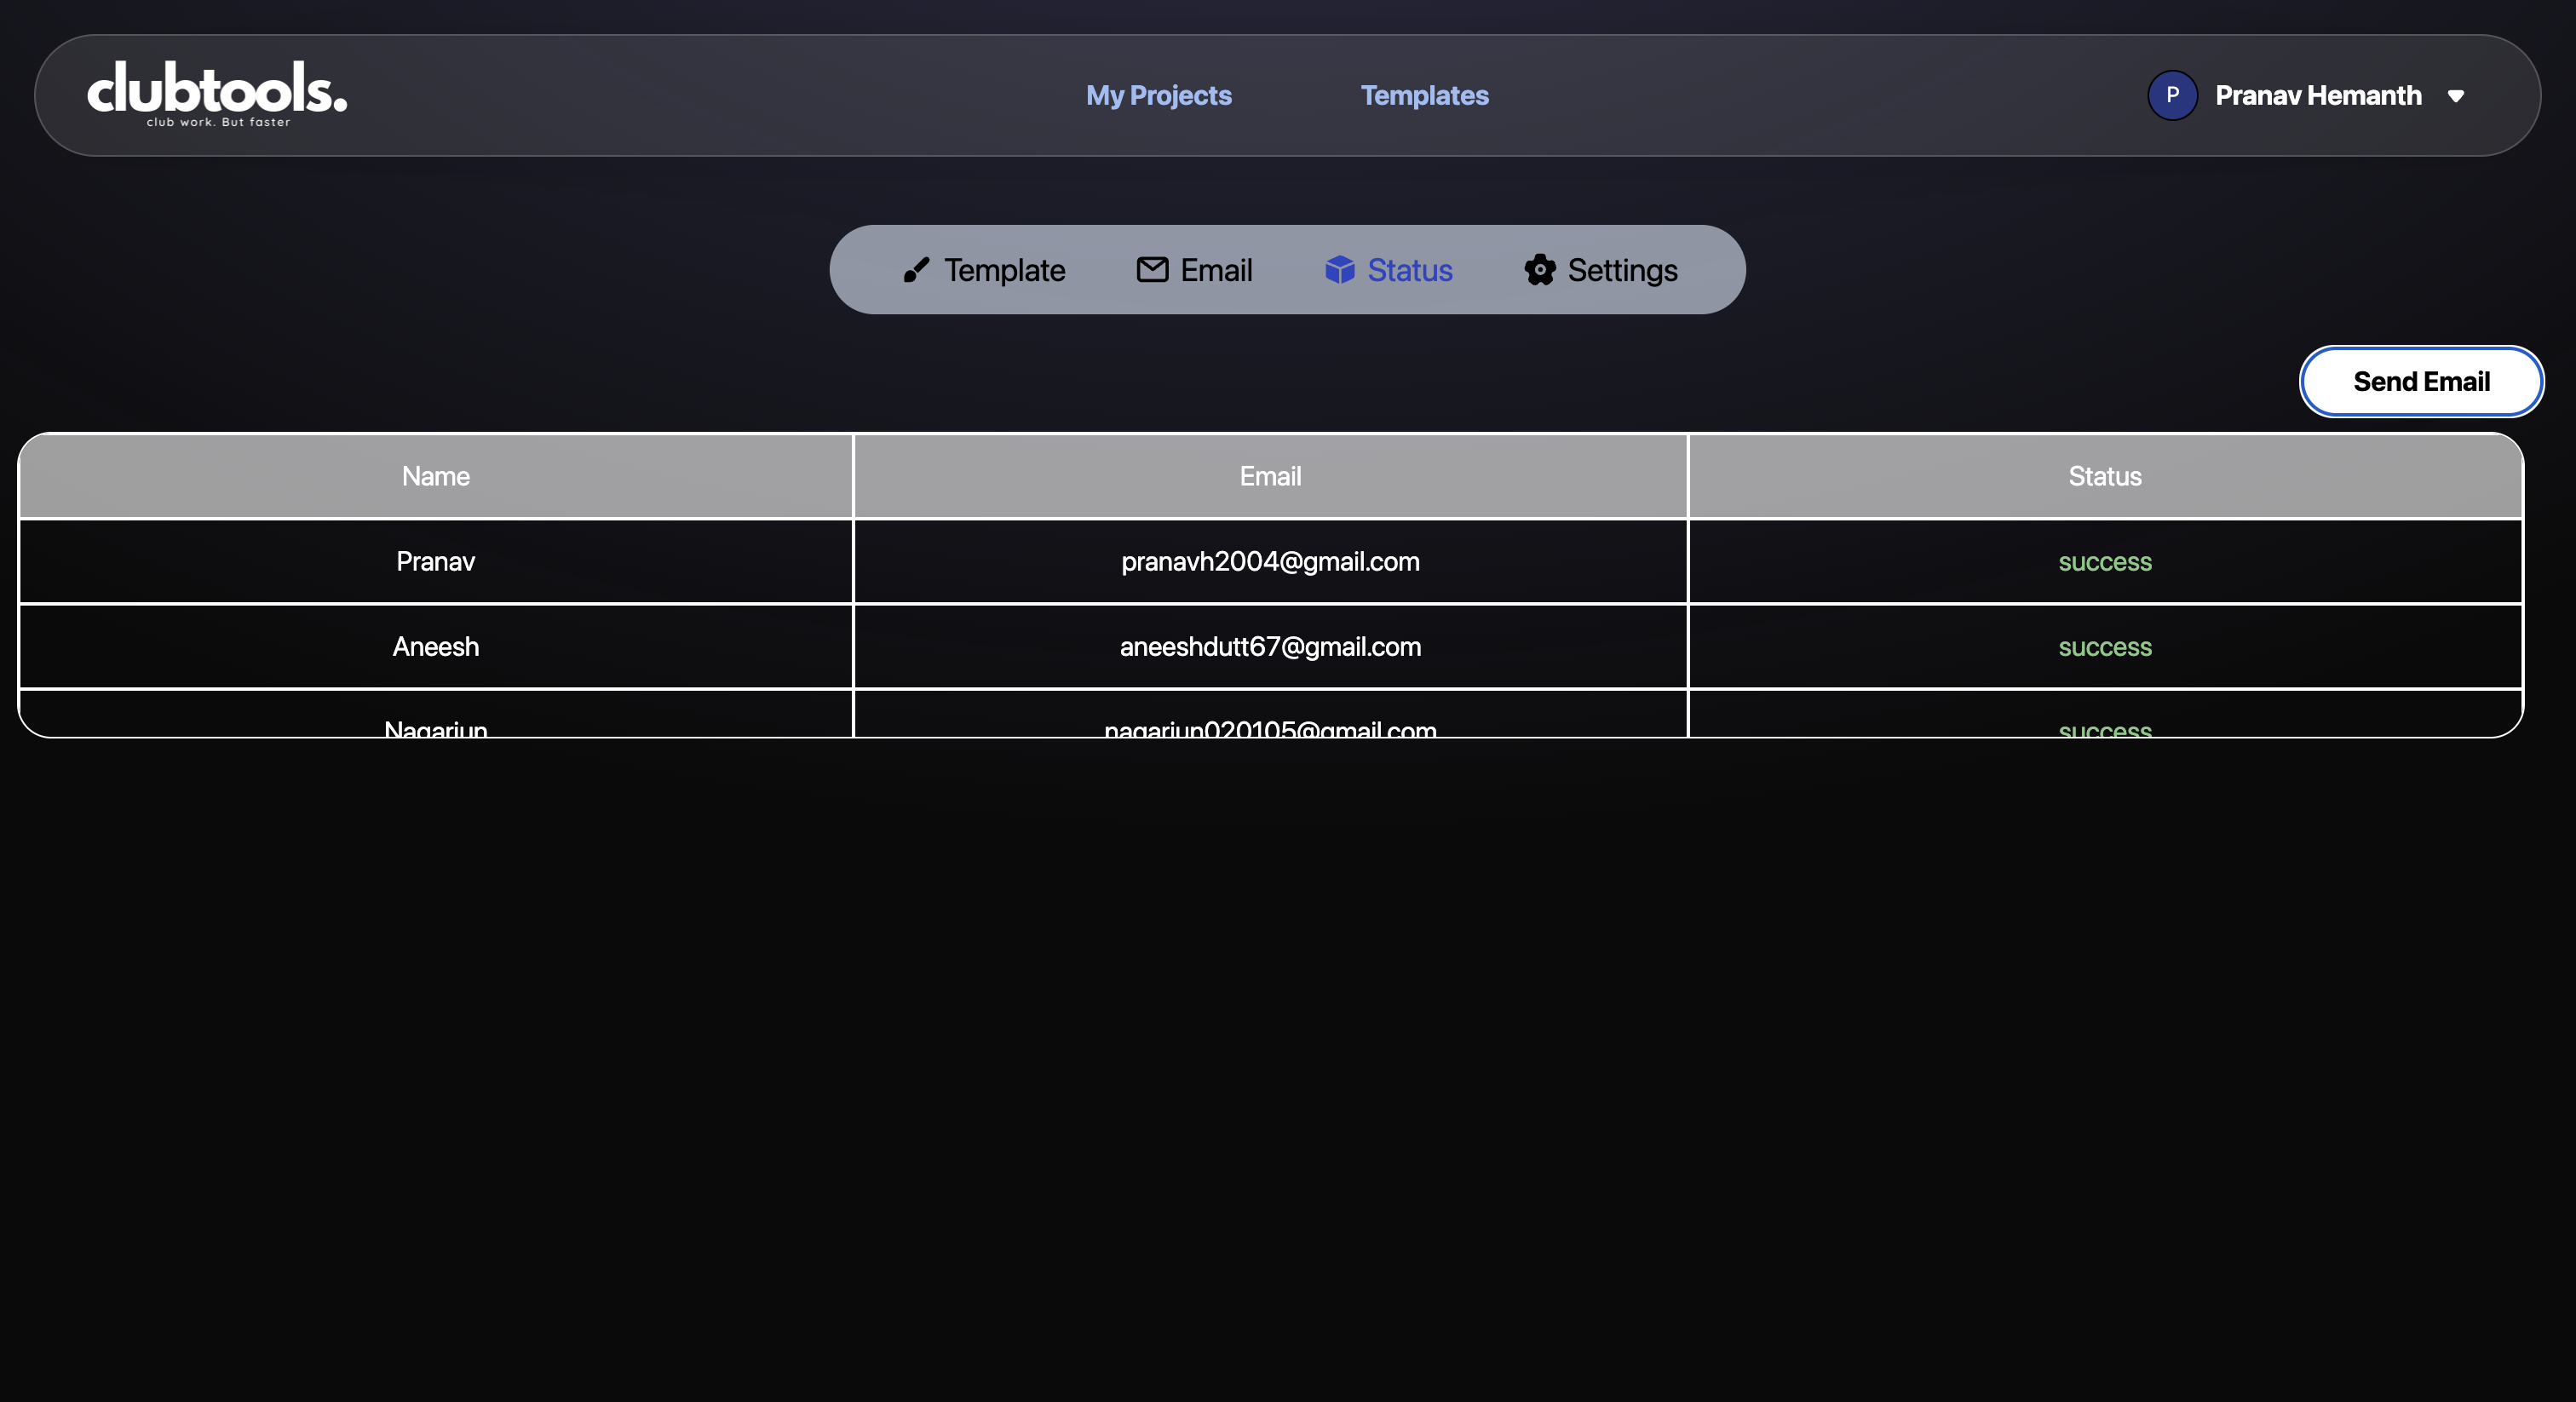 clubtools.
club work. But faster
My Projects
Templates
P
Pranav Hemanth
Template
Email
Status
Settings
Send Email
Name Email Status
Pranav pranavh2004@gmail.com success
Aneesh aneeshdutt67@gmail.com success
Nagarjun nagarjun020105@gmail.com success